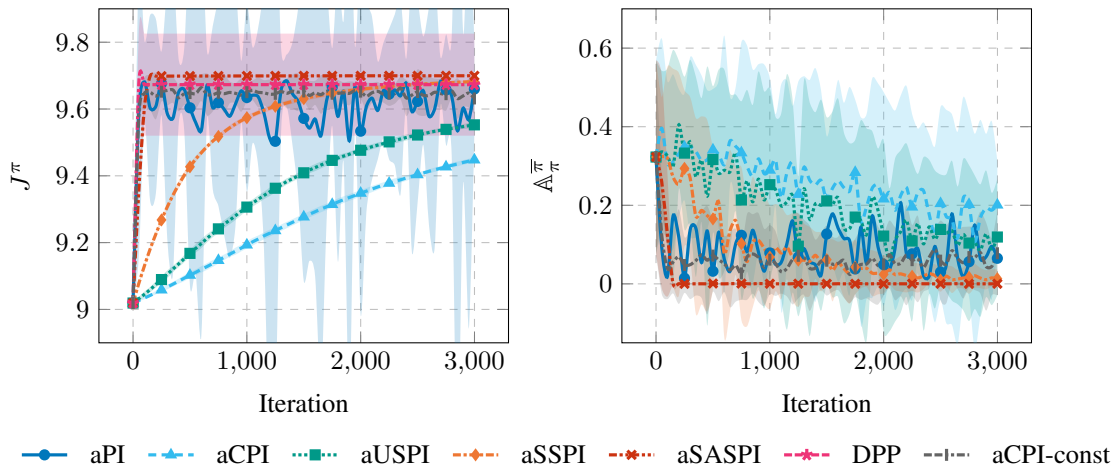 9.8
9.6
9.4
9.2
9
J^π
0 1,000 2,000 3,000
Iteration
0.6
0.4
0.2
0
𝔸_π^π̅
0 1,000 2,000 3,000
Iteration
aPI aCPI aUSPI aSSPI aSASPI DPP aCPI-const